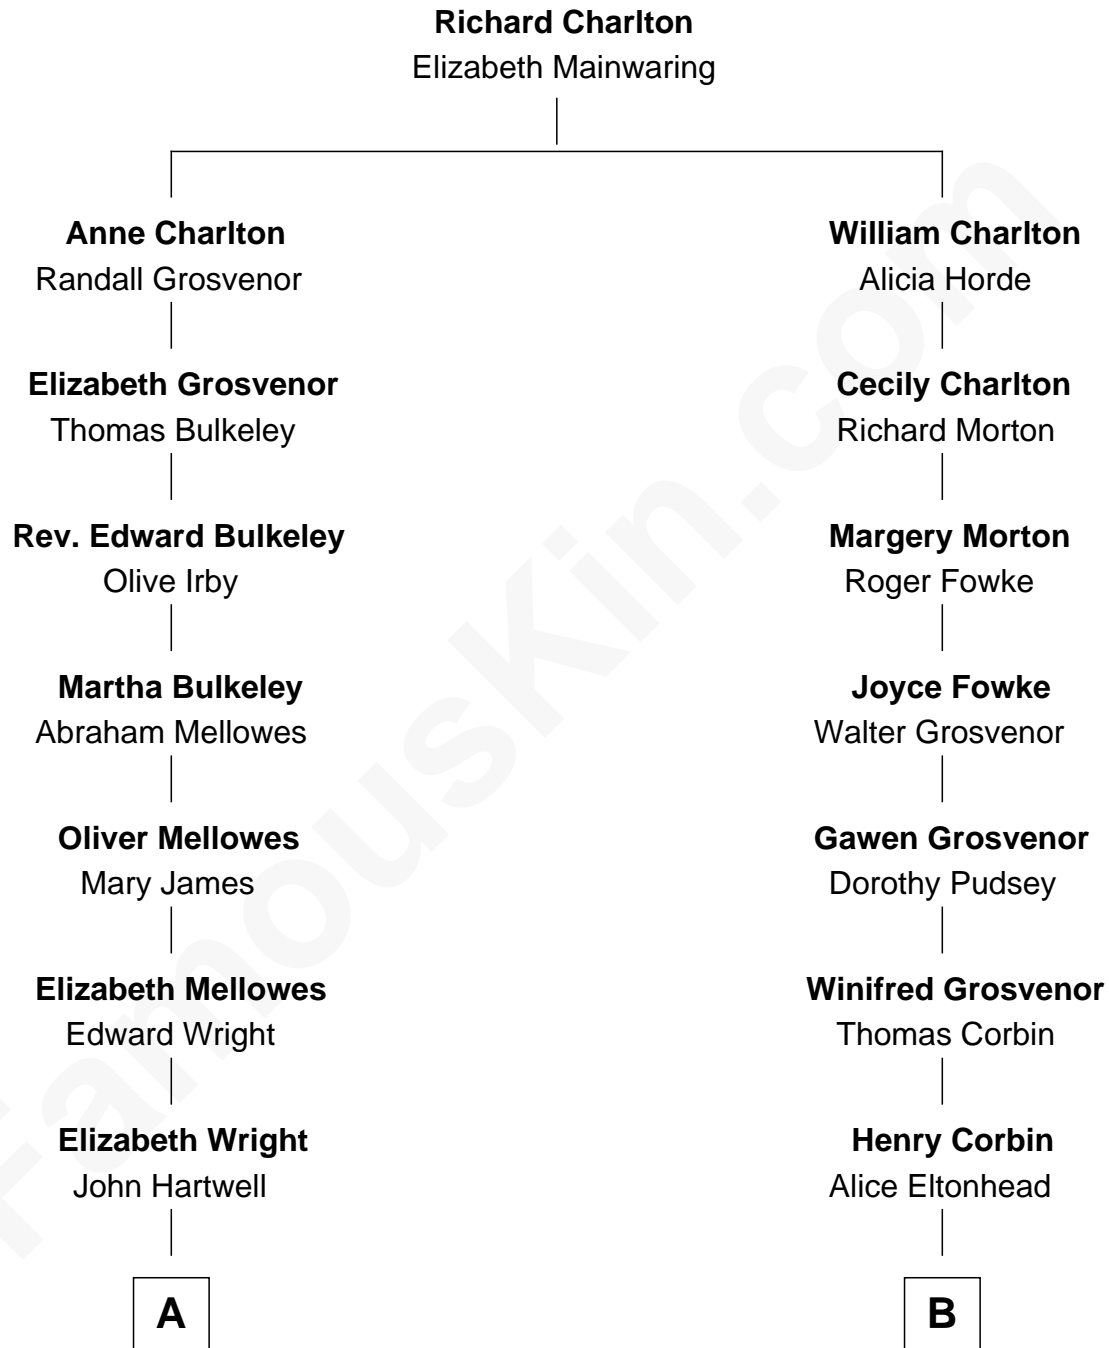 Richard Charlton
Elizabeth Mainwaring
Anne Charlton
Randall Grosvenor
William Charlton
Alicia Horde
Elizabeth Grosvenor
Thomas Bulkeley
Cecily Charlton
Richard Morton
Rev. Edward Bulkeley
Olive Irby
Margery Morton
Roger Fowke
Martha Bulkeley
Abraham Mellowes
Joyce Fowke
Walter Grosvenor
Oliver Mellowes
Mary James
Gawen Grosvenor
Dorothy Pudsey
Elizabeth Mellowes
Edward Wright
Winifred Grosvenor
Thomas Corbin
Elizabeth Wright
John Hartwell
Henry Corbin
Alice Eltonhead
A
B
FamousKin.com